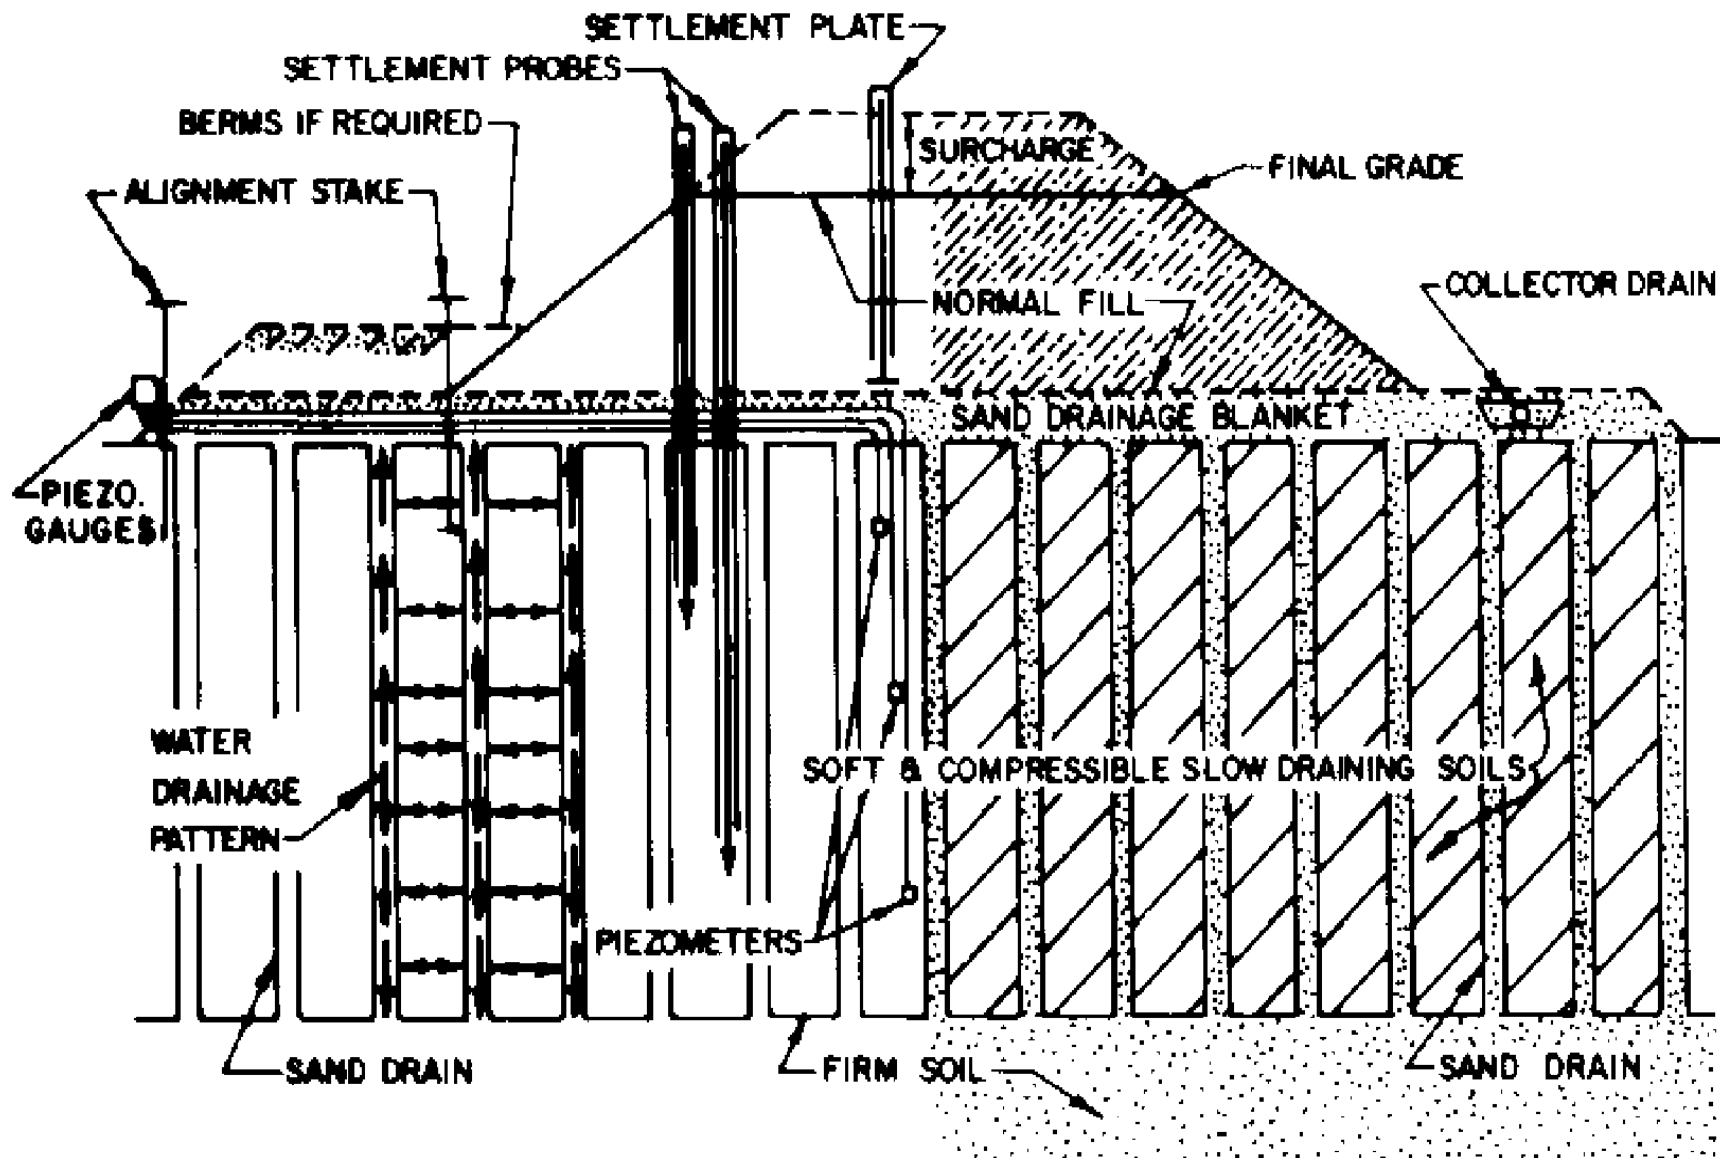 SETTLEMENT PLATE
SETTLEMENT PROBES
BERMS IF REQUIRED
SURCHARGE
FINAL GRADE
ALIGNMENT STAKE
COLLECTOR DRAIN
NORMAL FILL
SAND DRAINAGE BLANKET
PIEZO.
GAUGES
WATER
DRAINAGE
PATTERN
SOFT & COMPRESSIBLE SLOW DRAINING SOILS
PIEZOMETERS
SAND DRAIN
FIRM SOIL
SAND DRAIN